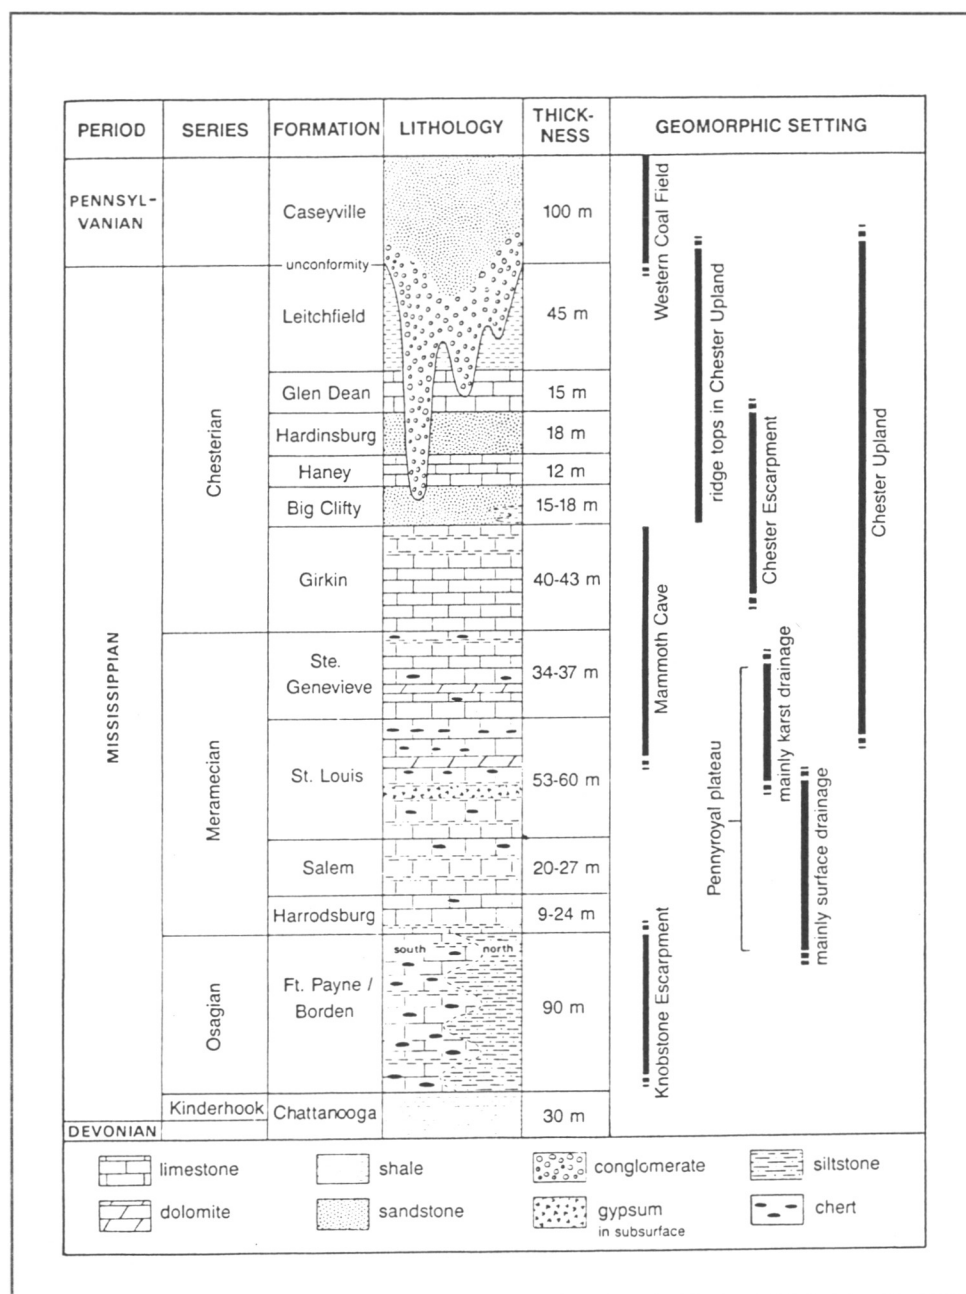 PERIOD
SERIES
FORMATION
LITHOLOGY
THICK-
NESS
GEOMORPHIC SETTING
PENNSYL-
VANIAN
MISSISSIPPIAN
DEVONIAN
Chesterian
Meramecian
Osagian
Kinderhook
Caseyville
100 m
unconformity
Leitchfield
45 m
Glen Dean
15 m
Hardinsburg
18 m
Haney
12 m
Big Clifty
15-18 m
Girkin
40-43 m
Ste.
Genevieve
34-37 m
St. Louis
53-60 m
Salem
20-27 m
Harrodsburg
9-24 m
south
north
Ft. Payne /
Borden
90 m
Chattanooga
30 m
Western Coal Field
ridge tops in Chester Upland
Chester Escarpment
Chester Upland
Mammoth Cave
Pennyroyal plateau
mainly karst drainage
mainly surface drainage
Knobstone Escarpment
limestone
shale
conglomerate
siltstone
dolomite
sandstone
gypsum
in subsurface
chert